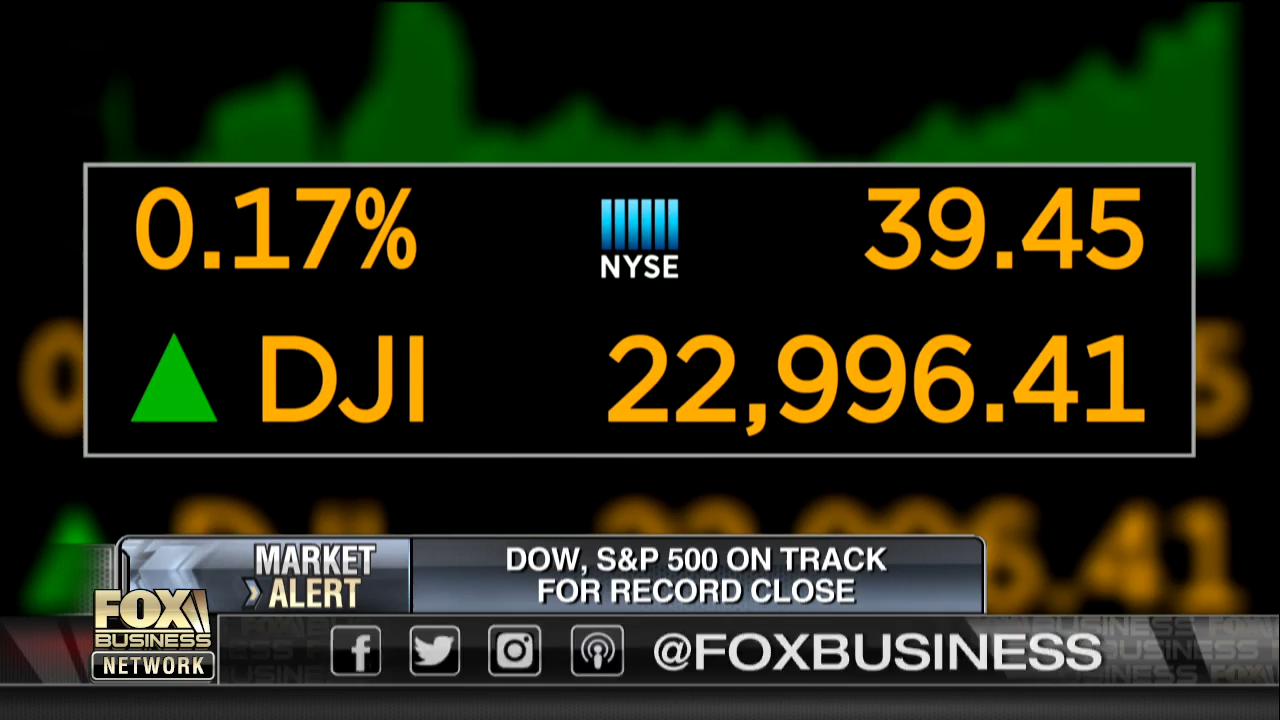 0.17%
NYSE
39.45
DJI
22,996.41
MARKET
ALERT
DOW, S&P 500 ON TRACK
FOR RECORD CLOSE
FOX
BUSINESS
NETWORK
@FOXBUSINESS